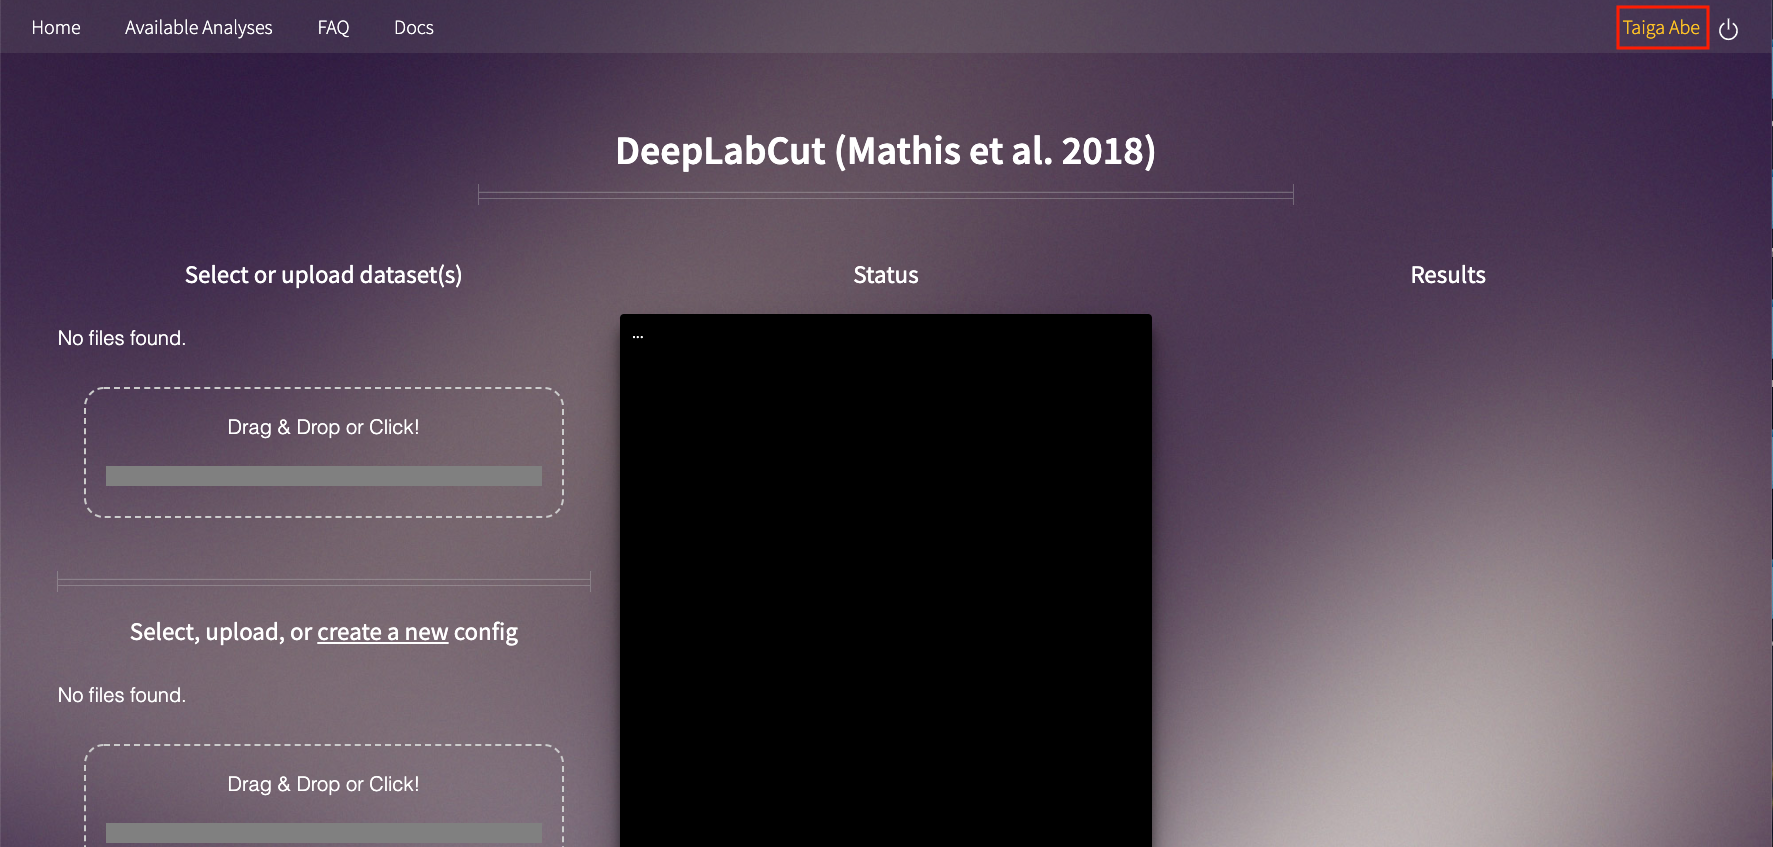 Home Available Analyses FAQ Docs Taiga Abe
DeepLabCut (Mathis et al. 2018)
Select or upload dataset(s)
No files found.
Drag & Drop or Click!
Select, upload, or create a new config
No files found.
Drag & Drop or Click!
Status
...
Results